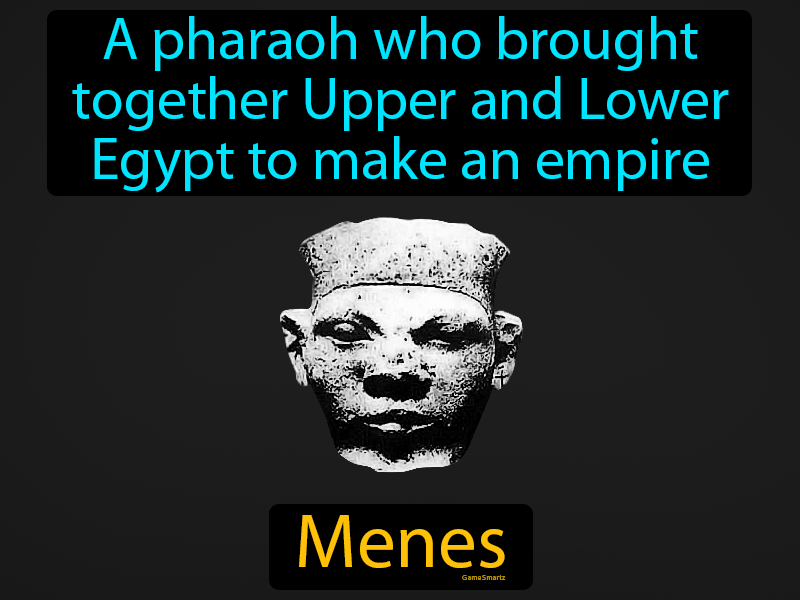 A pharaoh who brought
together Upper and Lower
Egypt to make an empire
Menes
GameSmartz